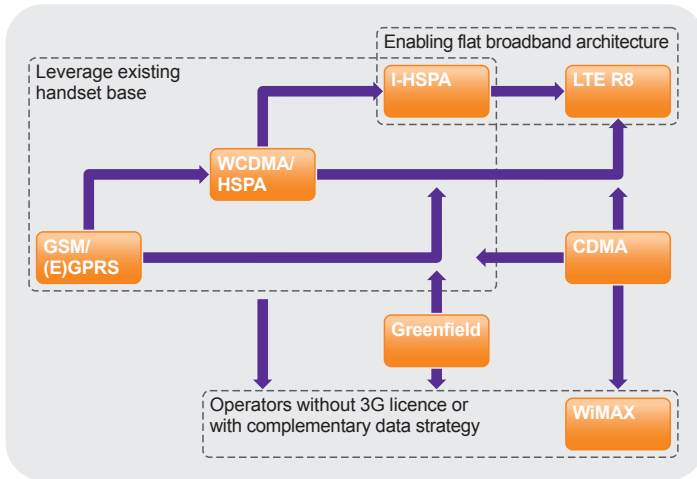 Enabling flat broadband architecture
Leverage existing
handset base
I-HSPA
LTE R8
WCDMA/
HSPA
GSM/
(E)GPRS
CDMA
Greenfield
Operators without 3G licence or
with complementary data strategy
WiMAX